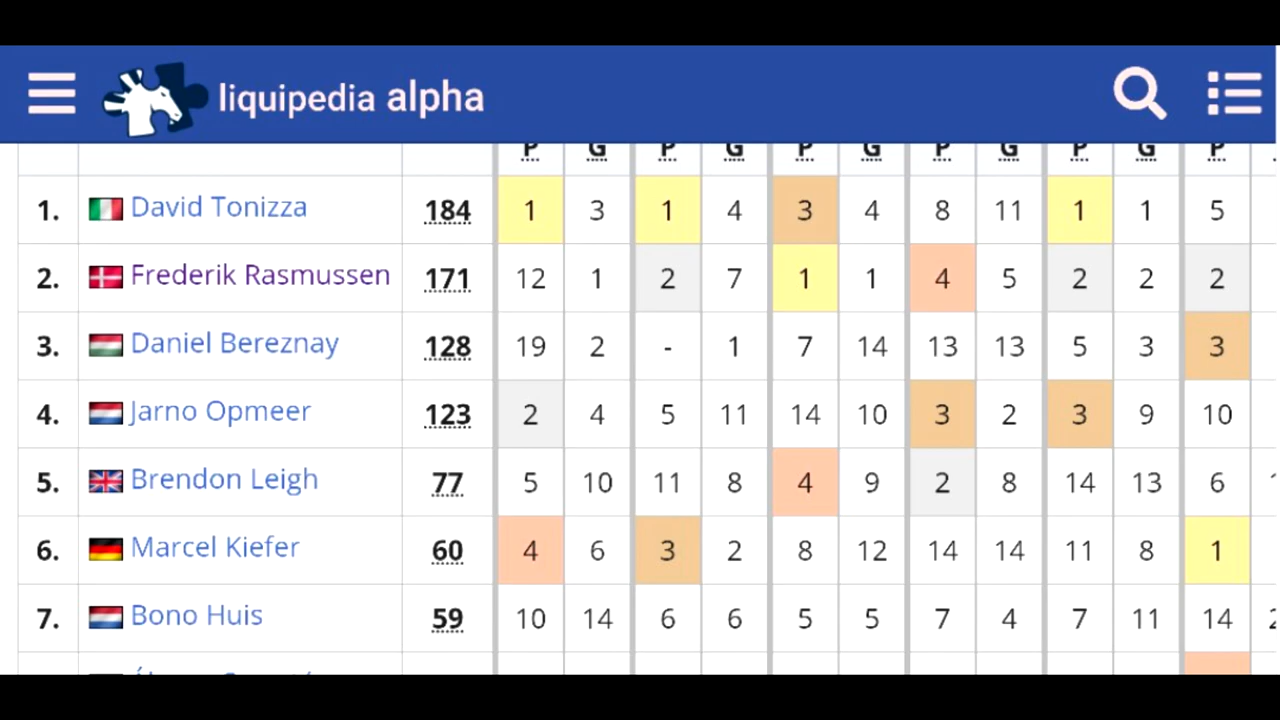 liquipedia alpha
P G P G P G P G P G P
1. David Tonizza 184 1 3 1 4 3 4 8 11 1 1 5
2. Frederik Rasmussen 171 12 1 2 7 1 1 4 5 2 2 2
3. Daniel Bereznay 128 19 2 - 1 7 14 13 13 5 3 3
4. Jarno Opmeer 123 2 4 5 11 14 10 3 2 3 9 10
5. Brendon Leigh 77 5 10 11 8 4 9 2 8 14 13 6
6. Marcel Kiefer 60 4 6 3 2 8 12 14 14 11 8 1
7. Bono Huis 59 10 14 6 6 5 5 7 4 7 11 14